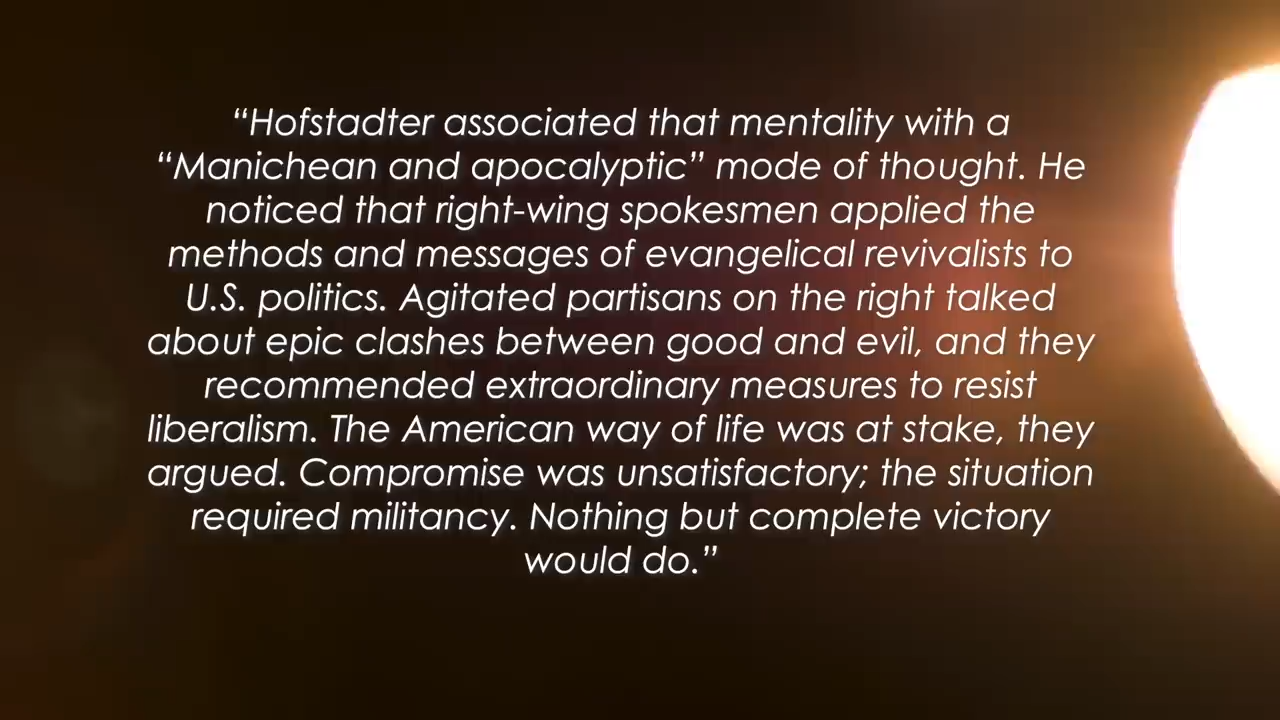 “Hofstadter associated that mentality with a
“Manichean and apocalyptic” mode of thought. He
noticed that right-wing spokesmen applied the
methods and messages of evangelical revivalists to
U.S. politics. Agitated partisans on the right talked
about epic clashes between good and evil, and they
recommended extraordinary measures to resist
liberalism. The American way of life was at stake, they
argued. Compromise was unsatisfactory; the situation
required militancy. Nothing but complete victory
would do.”